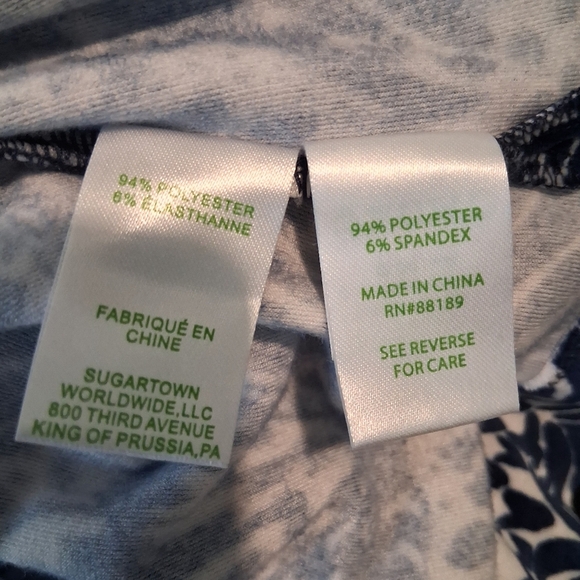 94% POLYESTER
6% ÉLASTHANNE
FABRIQUÉ EN
CHINE
SUGARTOWN
WORLDWIDE,LLC
800 THIRD AVENUE
KING OF PRUSSIA,PA
94% POLYESTER
6% SPANDEX
MADE IN CHINA
RN#88189
SEE REVERSE
FOR CARE